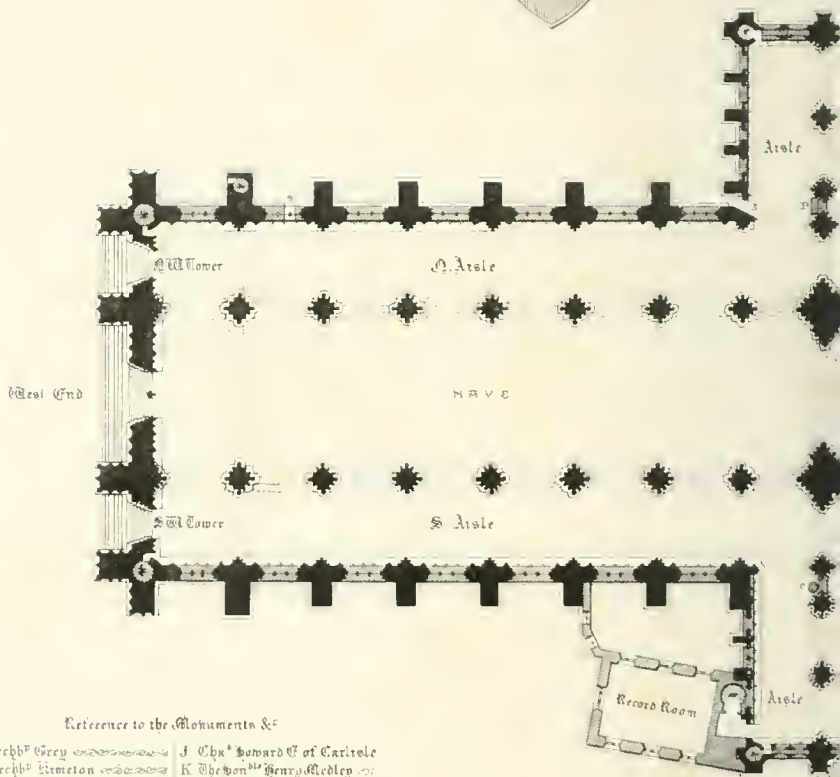 Aisle
N.W. Tower
N. Aisle
West End
NAVE
S.W. Tower
S. Aisle
Record Room
Aisle
Reference to the Monuments &c
Grey
J Chas Howard E of Carlisle
K The Honble Henry Medley